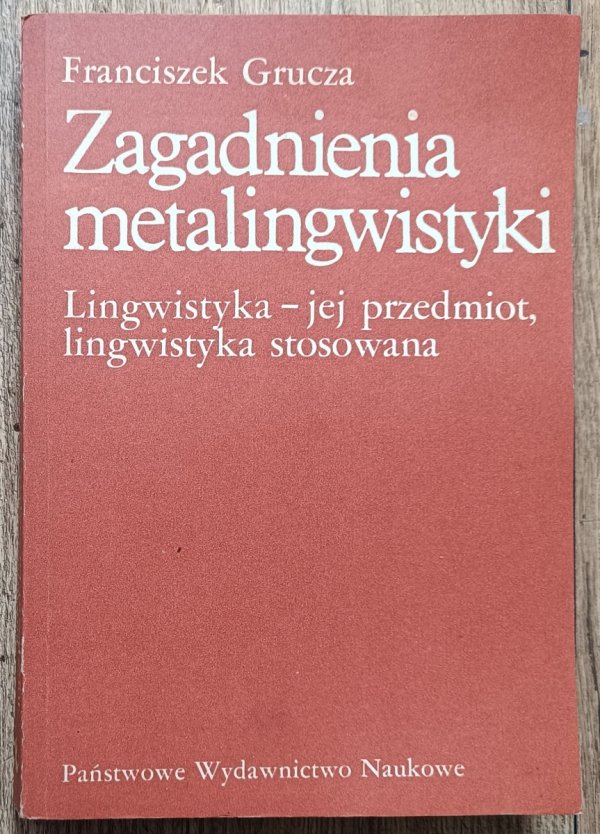 Franciszek Grucza
Zagadnienia
metalingwistyki
Lingwistyka – jej przedmiot,
lingwistyka stosowana
Państwowe Wydawnictwo Naukowe